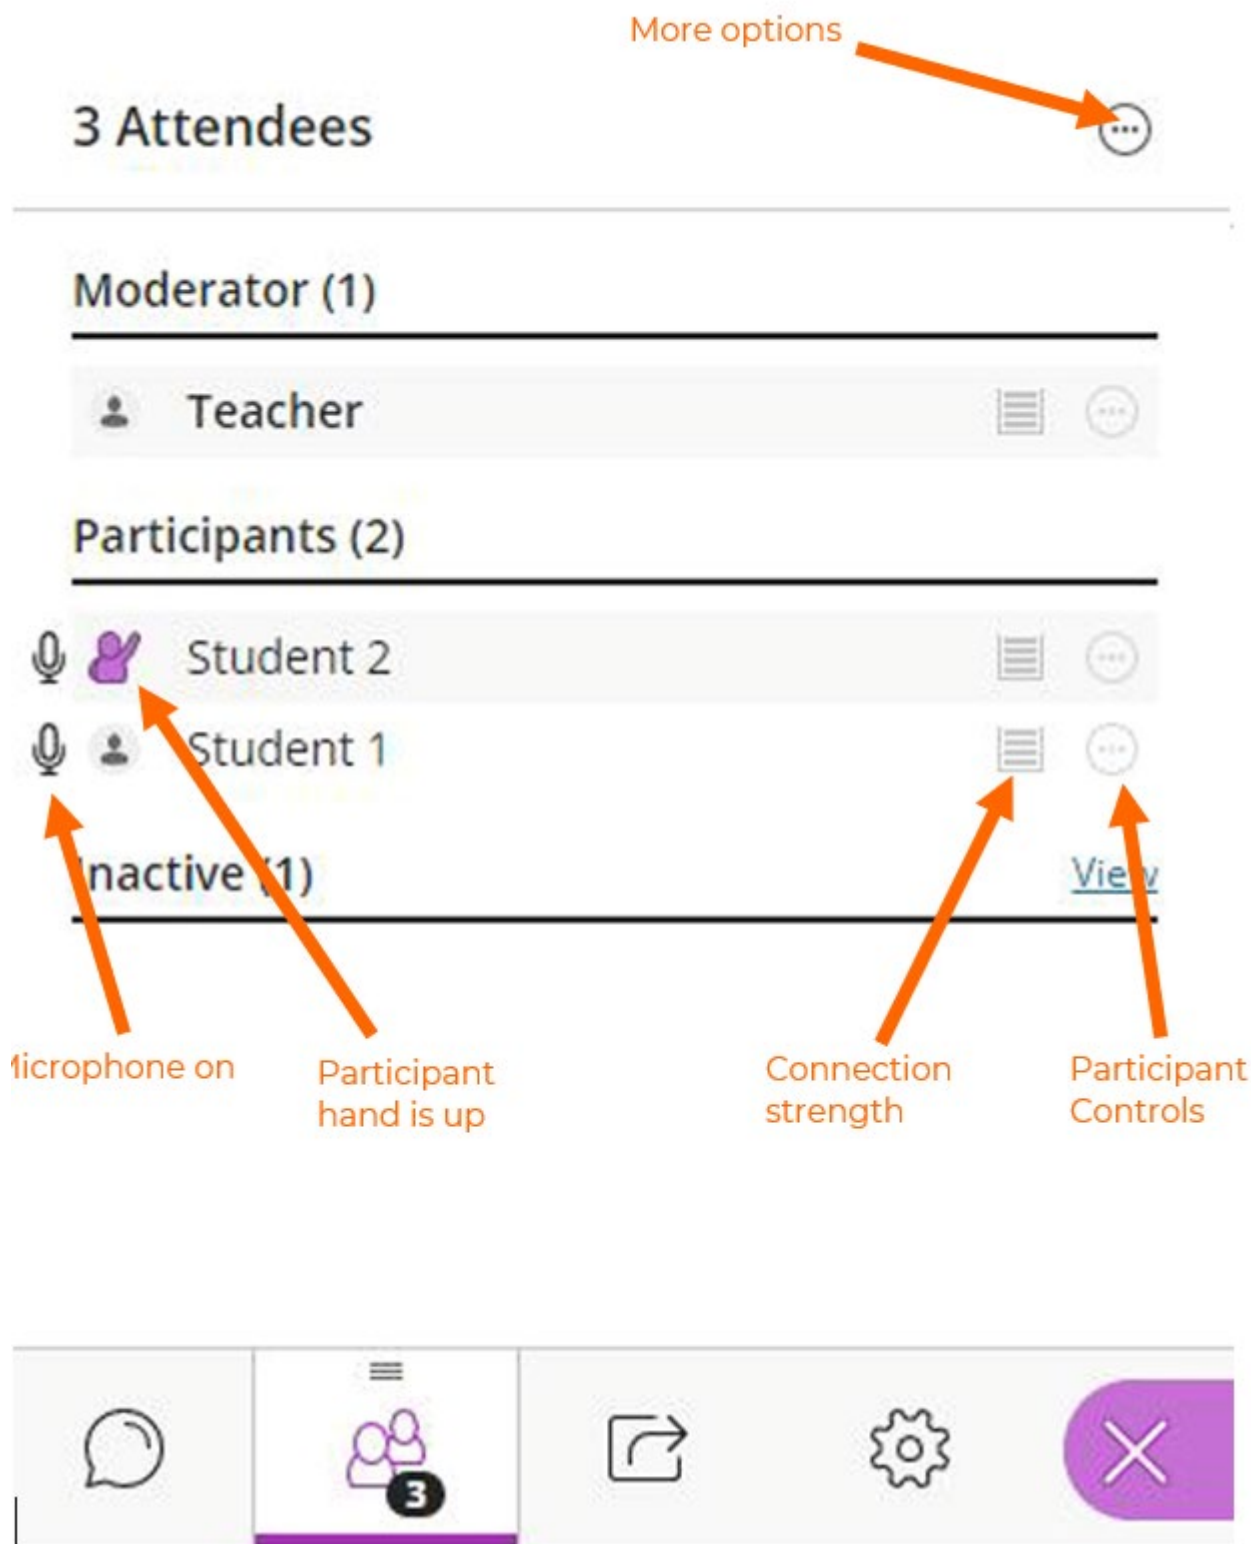 More options
3 Attendees
Moderator (1)
Teacher
Participants (2)
Student 2
Student 1
Inactive (1)
View
Microphone on
Participant
hand is up
Connection
strength
Participant
Controls
3